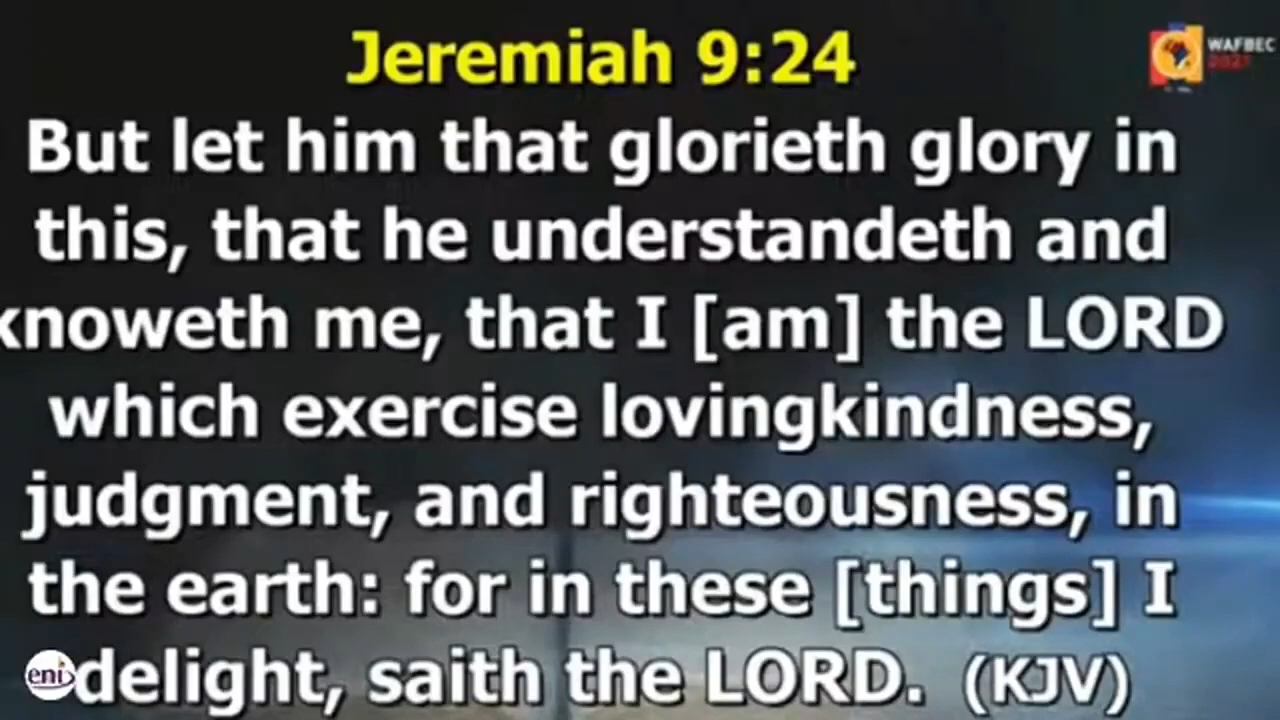 Jeremiah 9:24
WAFBEC
2021
But let him that glorieth glory in
this, that he understandeth and
knoweth me, that I [am] the LORD
which exercise lovingkindness,
judgment, and righteousness, in
the earth: for in these [things] I
delight, saith the LORD. (KJV)
eni